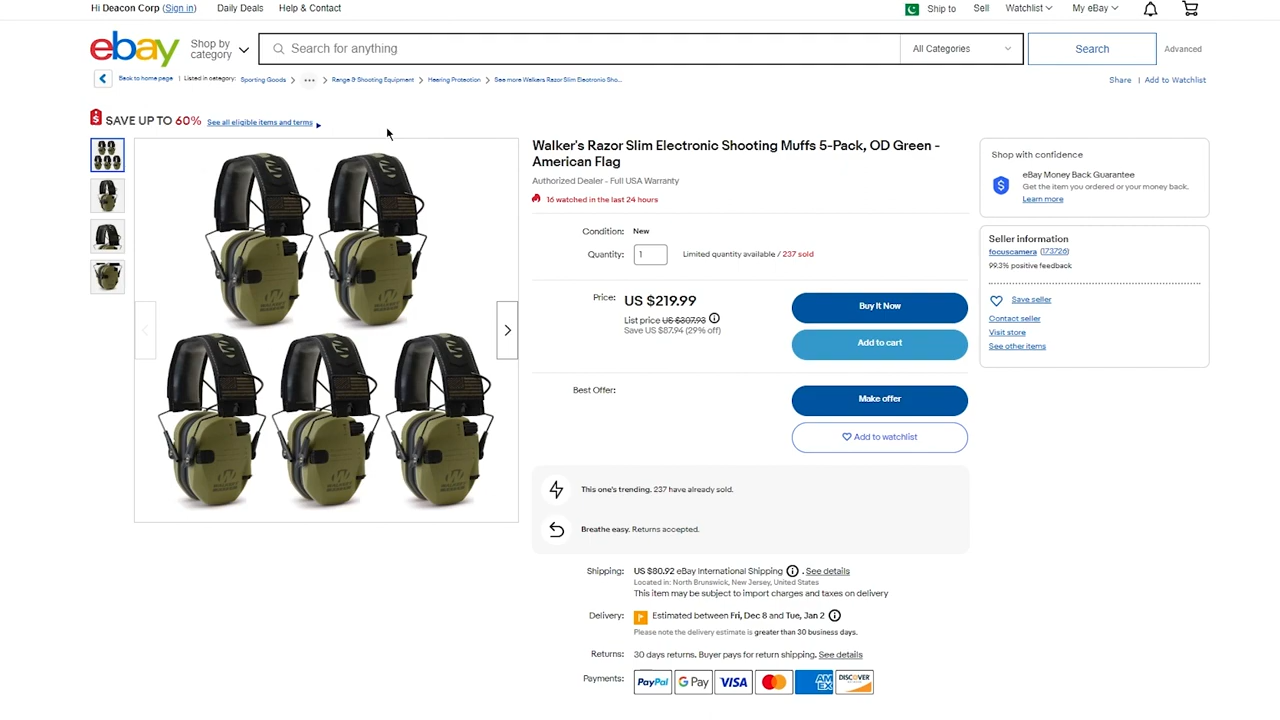 Hi Deacon Corp (Sign in) Daily Deals Help & Contact Ship to Sell Watchlist My eBay
ebay Shop by category Search for anything All Categories Search Advanced
Back to home page | Listed in category: Sporting Goods ••• Range & Shooting Equipment Hearing Protection See more Walkers Razor Slim Electronic Sho... Share | Add to Watchlist
SAVE UP TO 60% See all eligible items and terms
Walker's Razor Slim Electronic Shooting Muffs 5-Pack, OD Green -
American Flag
Authorized Dealer - Full USA Warranty
16 watched in the last 24 hours
Condition: New
Quantity: 1 Limited quantity available / 237 sold
Price: US $219.99
List price US $307.93
Save US $87.94 (29% off)
Buy It Now
Add to cart
Best Offer:
Make offer
Add to watchlist
This one's trending. 237 have already sold.
Breathe easy. Returns accepted.
Shipping: US $80.92 eBay International Shipping . See details
Located in: North Brunswick, New Jersey, United States
This item may be subject to import charges and taxes on delivery
Delivery: Estimated between Fri, Dec 8 and Tue, Jan 2
Please note the delivery estimate is greater than 30 business days.
Returns: 30 days returns. Buyer pays for return shipping. See details
Payments: PayPal G Pay VISA AMEX DISCOVER
Shop with confidence
eBay Money Back Guarantee
Get the item you ordered or your money back.
Learn more
Seller information
focuscamera (173726)
99.3% positive feedback
Save seller
Contact seller
Visit store
See other items